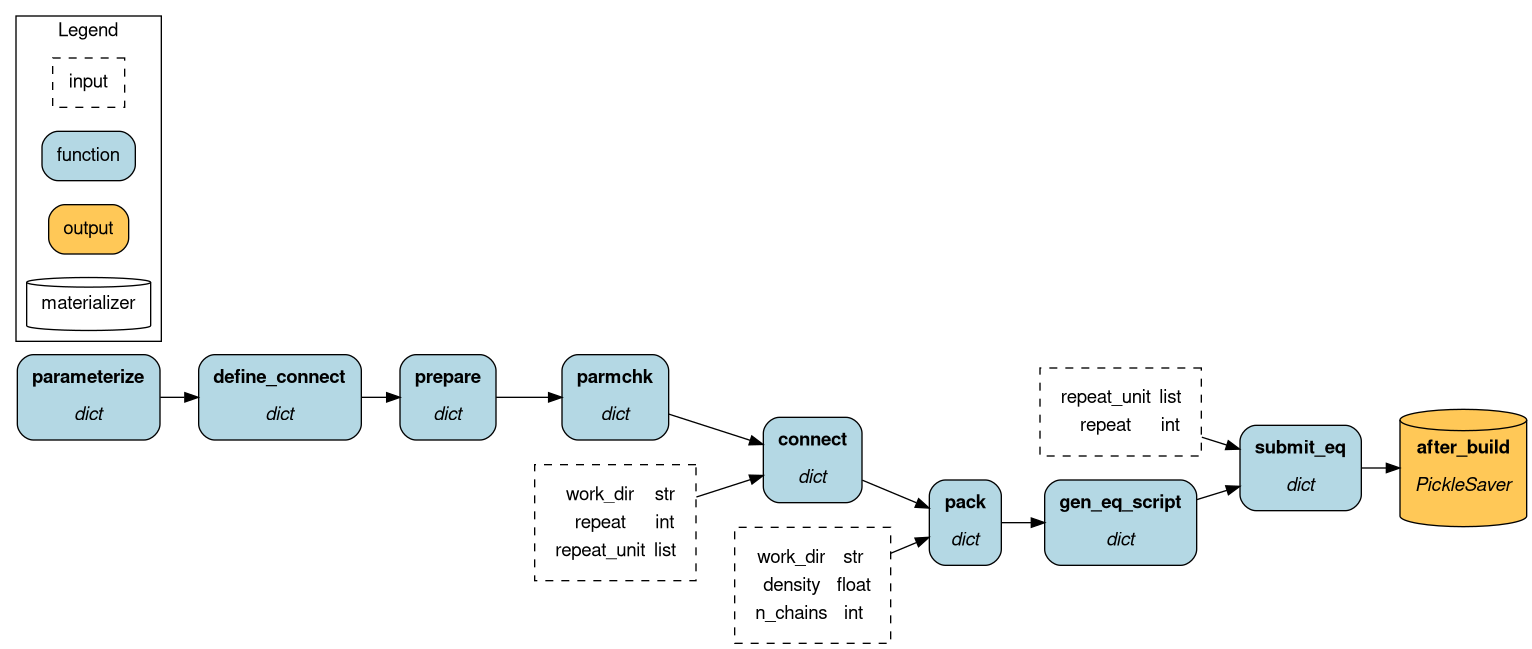 Legend
input
function
output
materializer
parameterize
dict
define_connect
dict
prepare
dict
parmchk
dict
work_dir str
repeat int
repeat_unit list
connect
dict
work_dir str
density float
n_chains int
pack
dict
gen_eq_script
dict
repeat_unit list
repeat int
submit_eq
dict
after_build
PickleSaver